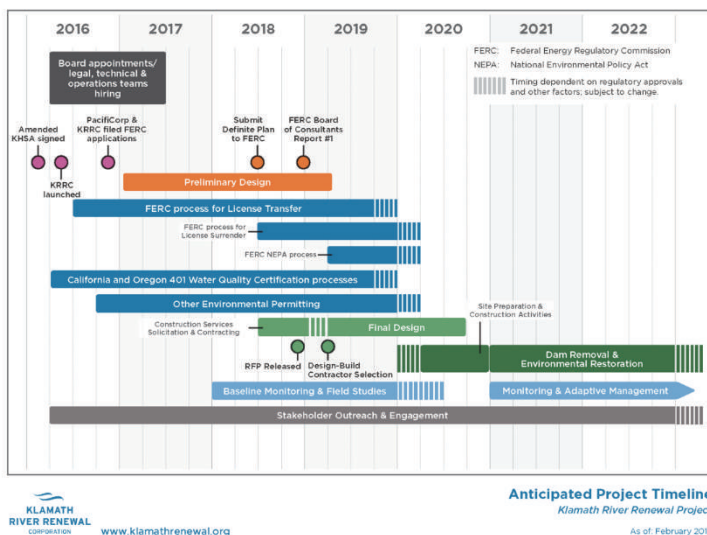 2016 2017 2018 2019 2020 2021 2022
Board appointments/
legal, technical &
operations teams
hiring
FERC: Federal Energy Regulatory Commission
NEPA: National Environmental Policy Act
Timing dependent on regulatory approvals
and other factors; subject to change.
Amended
KHSA signed
KRRC
launched
PacifiCorp &
KRRC filed FERC
applications
Submit
Definite Plan
to FERC
FERC Board
of Consultants
Report #1
Preliminary Design
FERC process for License Transfer
FERC process for
License Surrender
FERC NEPA process
California and Oregon 401 Water Quality Certification processes
Other Environmental Permitting
Site Preparation &
Construction Activities
Construction Services
Solicitation & Contracting
Final Design
RFP Released
Design-Build
Contractor Selection
Dam Removal &
Environmental Restoration
Baseline Monitoring & Field Studies
Monitoring & Adaptive Management
Stakeholder Outreach & Engagement
KLAMATH
RIVER RENEWAL
CORPORATION
www.klamathrenewal.org
Anticipated Project Timeline
Klamath River Renewal Projec
As of: February 201